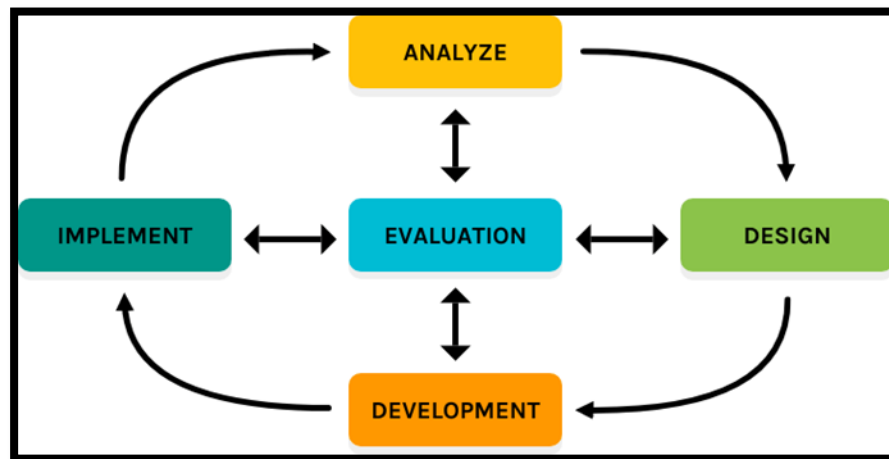 ANALYZE
IMPLEMENT
EVALUATION
DESIGN
DEVELOPMENT